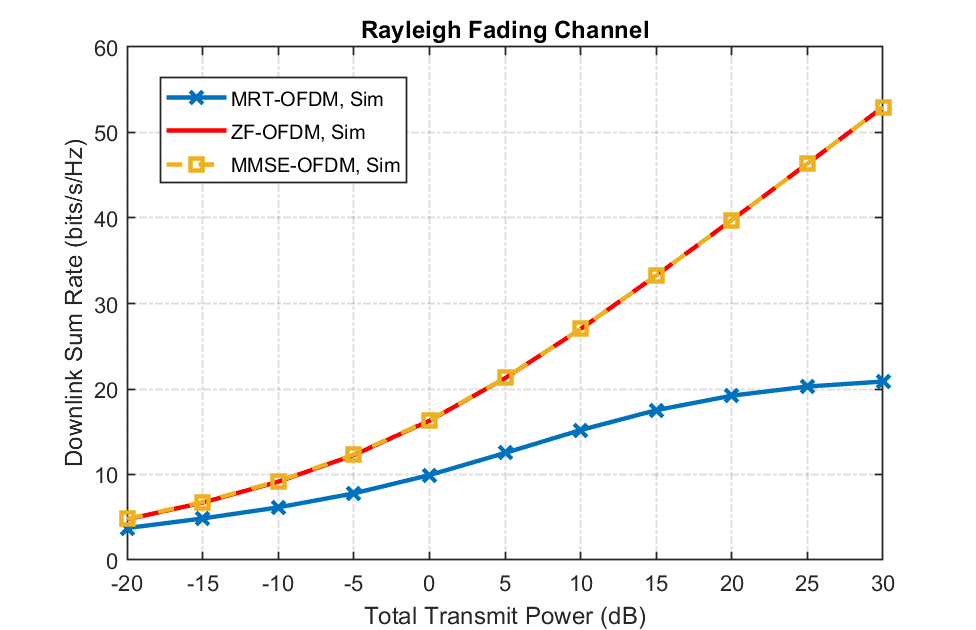 Rayleigh Fading Channel
MRT-OFDM, Sim
ZF-OFDM, Sim
MMSE-OFDM, Sim
Downlink Sum Rate (bits/s/Hz)
60
50
40
30
20
10
0
-20 -15 -10 -5 0 5 10 15 20 25 30
Total Transmit Power (dB)